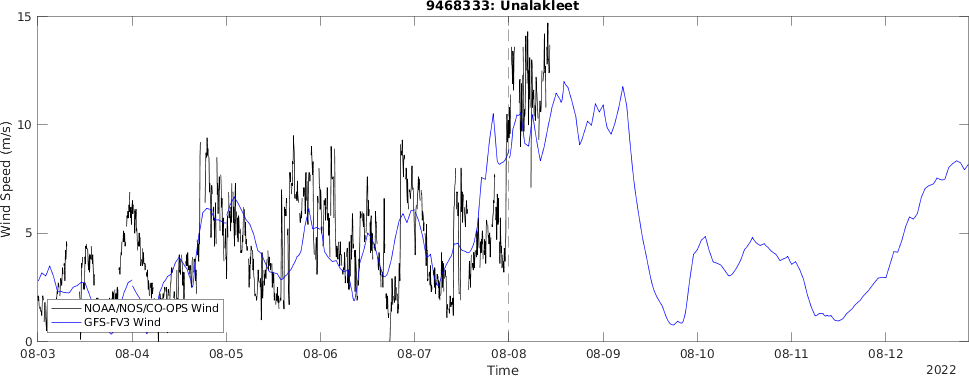 9468333: Unalakleet
Wind Speed (m/s)
15
10
5
0
NOAA/NOS/CO-OPS Wind
GFS-FV3 Wind
08-03 08-04 08-05 08-06 08-07 08-08 08-09 08-10 08-11 08-12
Time
2022